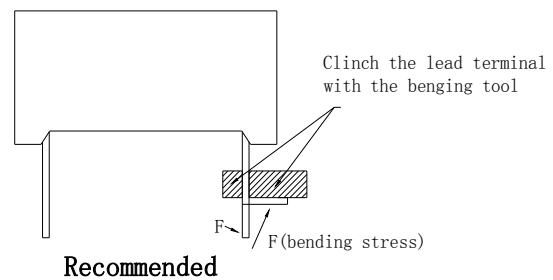 Clinch the lead terminal
with the benging tool
F
F(bending stress)
Recommended